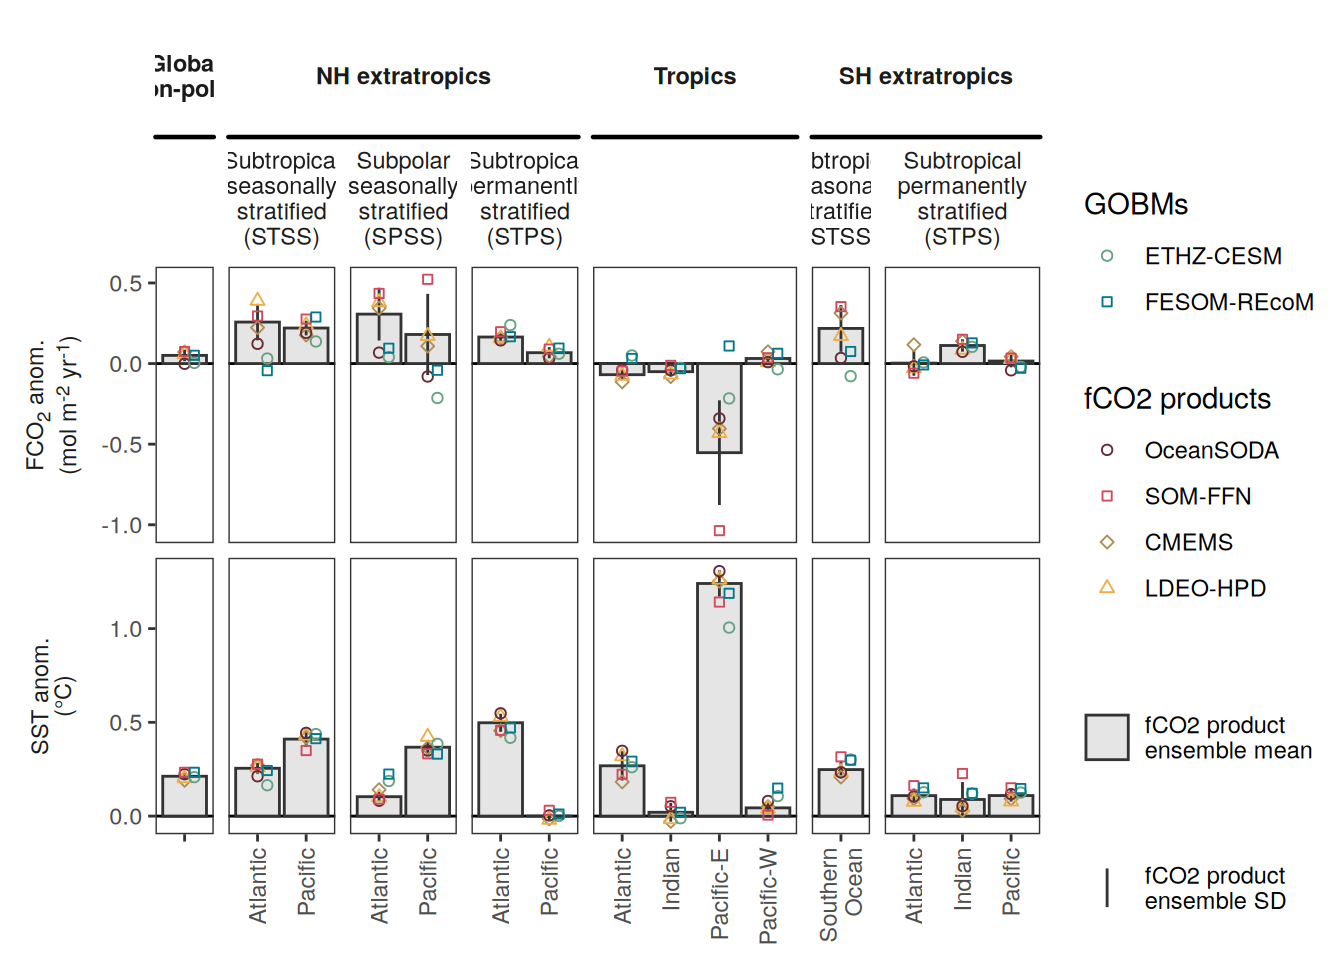 Globa
on-pol
NH extratropics
Tropics
SH extratropics
Subtropica
seasonally
stratified
(STSS)
Subpolar
seasonally
stratified
(SPSS)
Subtropica
permanentl
stratified
(STPS)
btropi
asona
tratifie
STSS
Subtropical
permanently
stratified
(STPS)
FCO2 anom.
(mol m-2 yr-1)
0.5
0.0
-0.5
-1.0
SST anom.
(°C)
1.0
0.5
0.0
Atlantic
Pacific
Atlantic
Pacific
Atlantic
Pacific
Atlantic
Indian
Pacific-E
Pacific-W
Southern
Ocean
Atlantic
Indian
Pacific
GOBMs
ETHZ-CESM
FESOM-REcoM
fCO2 products
OceanSODA
SOM-FFN
CMEMS
LDEO-HPD
fCO2 product
ensemble mean
fCO2 product
ensemble SD